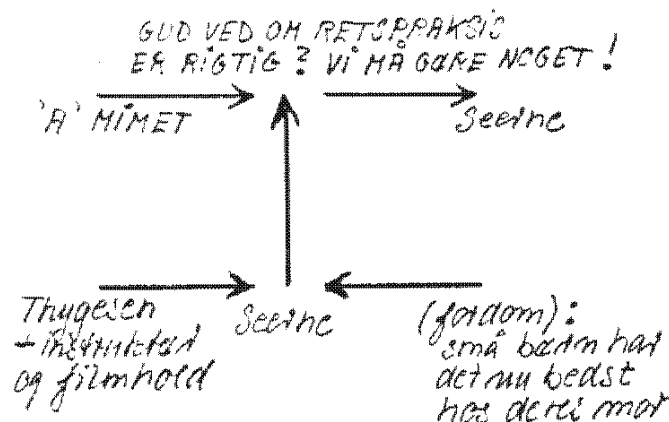 GUD VED OM RETSPRAKSIS
ER RIGTIG? VI MÅ GØRE NOGET!
'A' MIMET
Seerne
Thygesen
+ instruktør
og filmhold
Seerne
(fordom):
små børn har
det nu bedst
hos deres mor